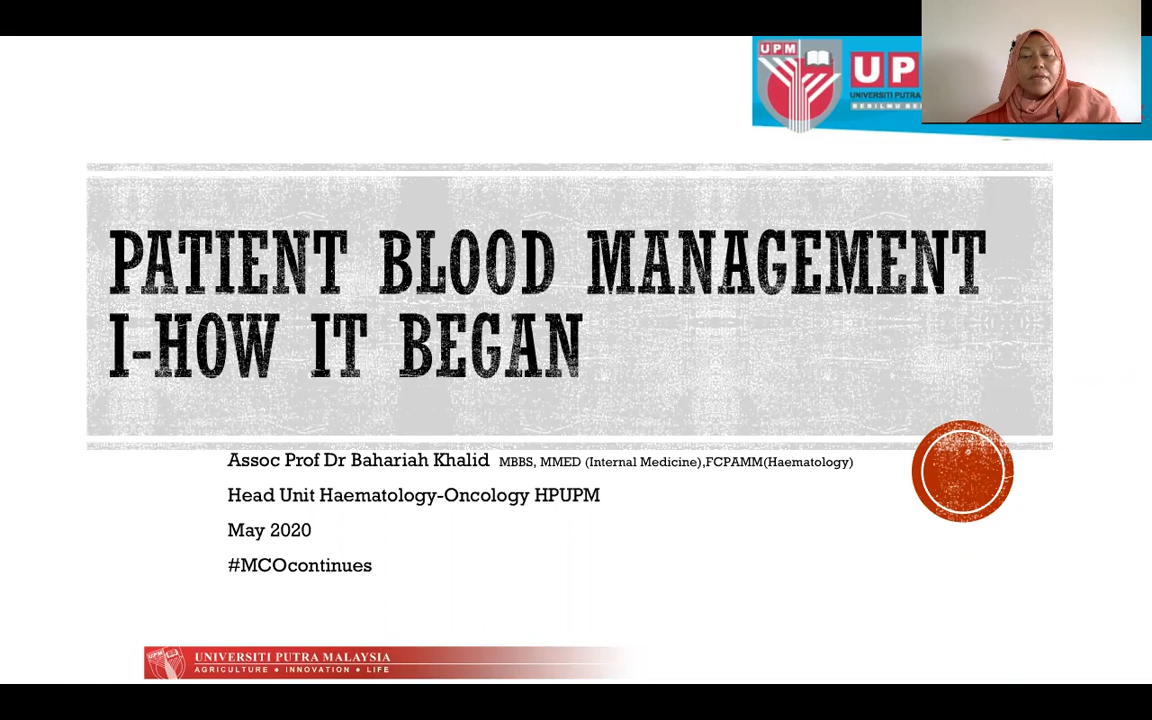 UPM
UP
UNIVERSITI PUTRA
PATIENT BLOOD MANAGEMENT
I-HOW IT BEGAN
Assoc Prof Dr Bahariah Khalid MBBS, MMED (Internal Medicine),FCPAMM(Haematology)
Head Unit Haematology-Oncology HPUPM
May 2020
#MCOcontinues
UNIVERSITI PUTRA MALAYSIA
AGRICULTURE • INNOVATION • LIFE